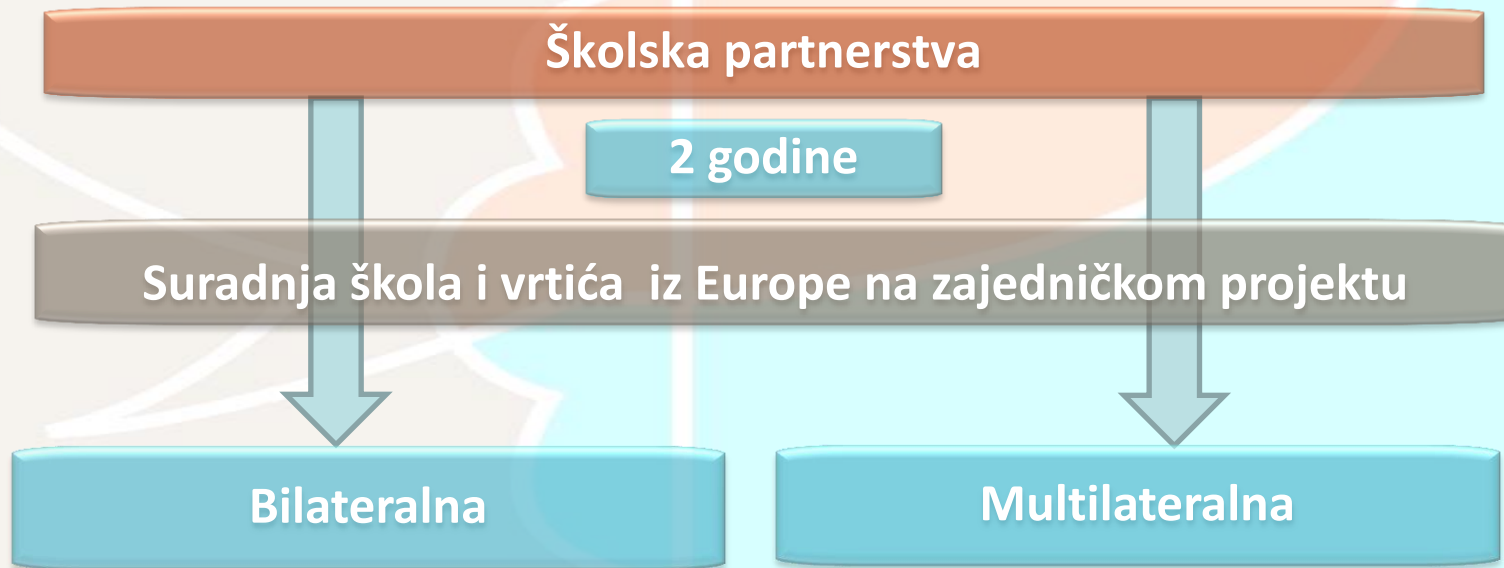 Školska partnerstva
2 godine
Suradnja škola i vrtića iz Europe na zajedničkom projektu
Bilateralna
Multilateralna